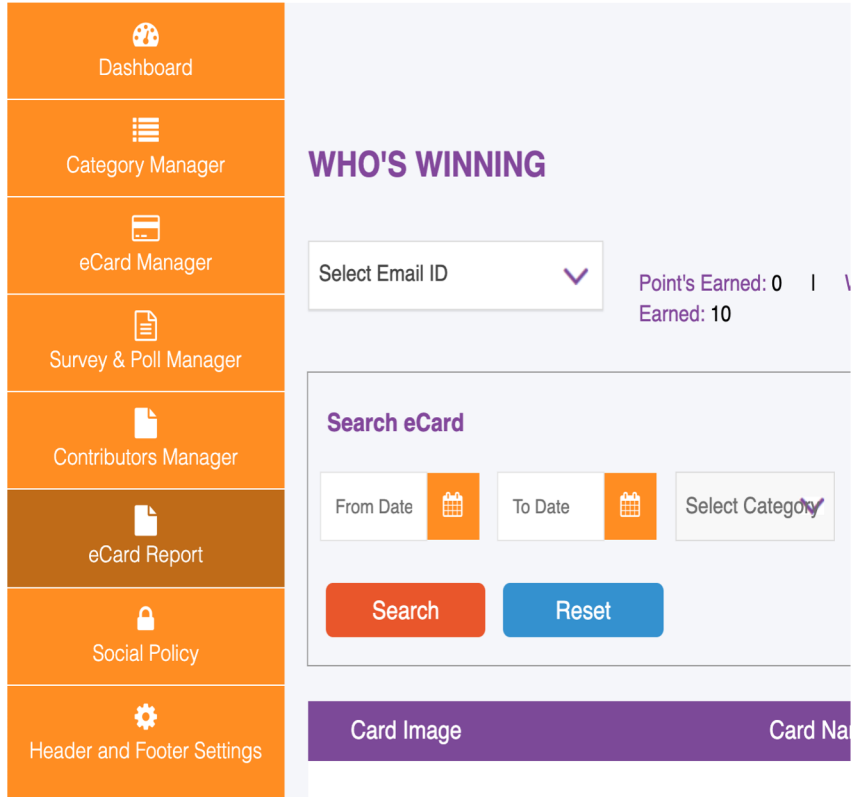 Dashboard
Category Manager
eCard Manager
Survey & Poll Manager
Contributors Manager
eCard Report
Social Policy
Header and Footer Settings
WHO'S WINNING
Select Email ID
Point's Earned: 0 |
Earned: 10
Search eCard
From Date To Date Select Category
Search Reset
Card Image Card